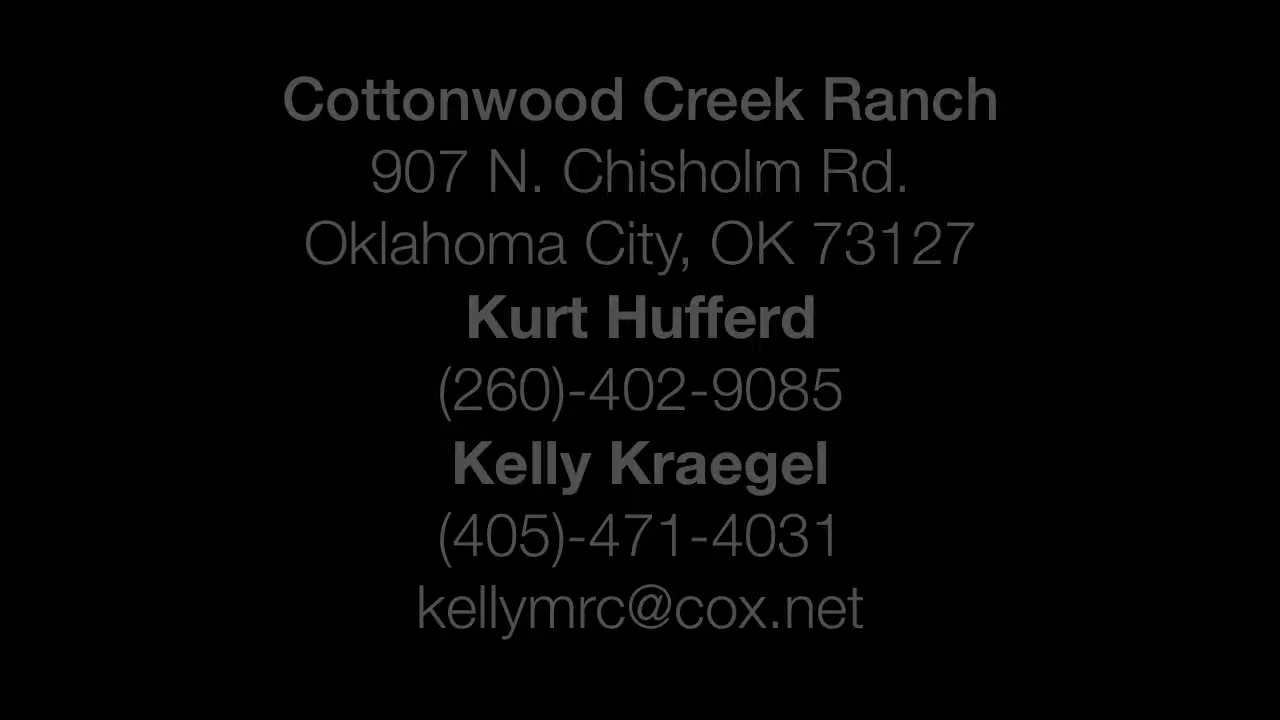 Cottonwood Creek Ranch
907 N. Chisholm Rd.
Oklahoma City, OK 73127
Kurt Hufferd
(260)-402-9085
Kelly Kraegel
(405)-471-4031
kellymrc@cox.net